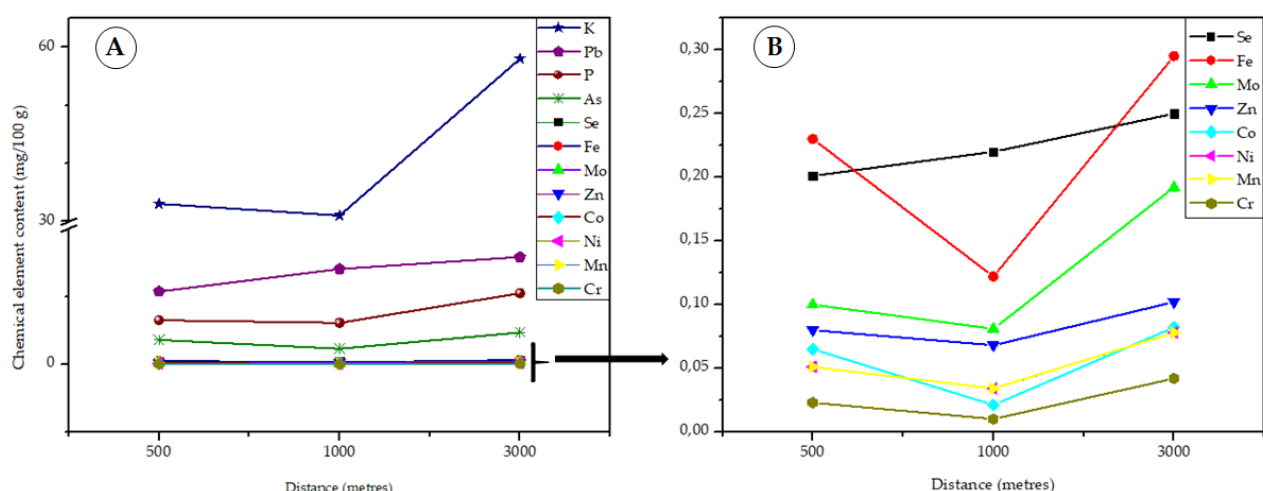 A
Chemical element content (mg/100 g)
60
30
0
500
1000
3000
Distance (metres)
K
Pb
P
As
Se
Fe
Mo
Zn
Co
Ni
Mn
Cr
B
0,30
0,25
0,20
0,15
0,10
0,05
0,00
500
1000
3000
Distance (metres)
Se
Fe
Mo
Zn
Co
Ni
Mn
Cr